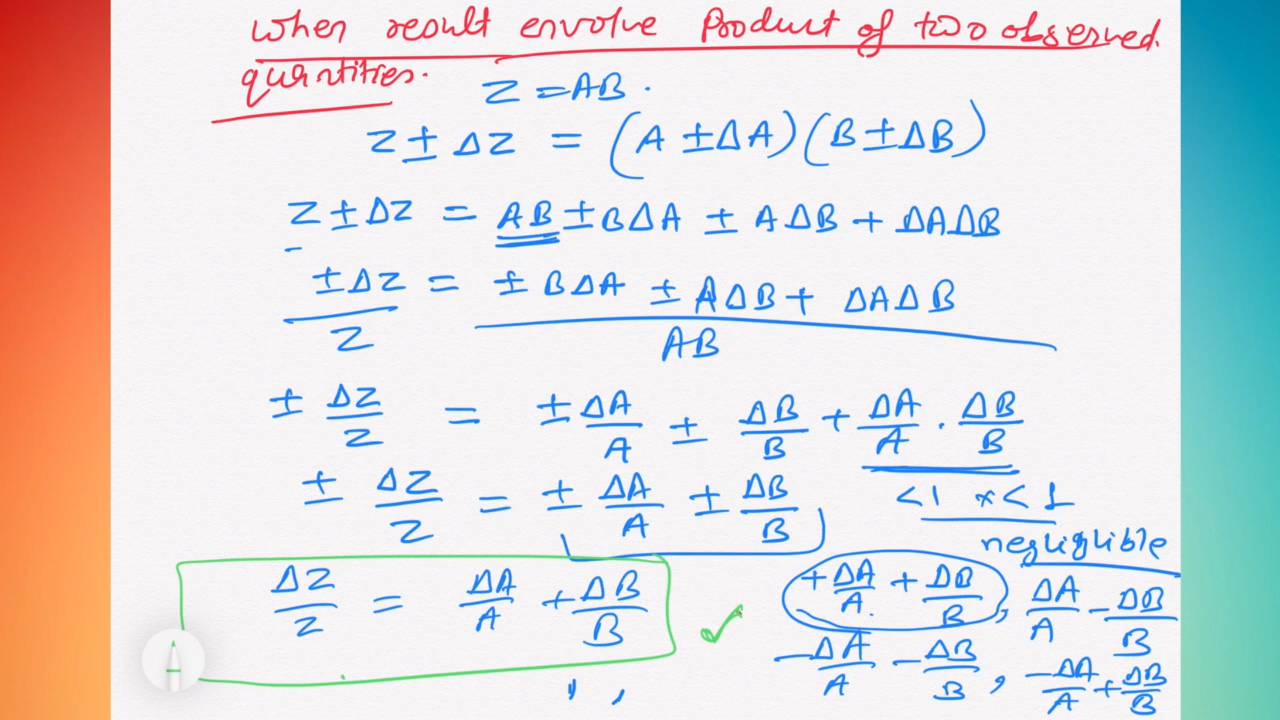 when result envolve Product of two observed.
quantities.
Z = AB.
Z ± ΔZ = (A ± ΔA)(B ± ΔB)
Z ± ΔZ = AB ± BΔA ± AΔB + ΔAΔB
±ΔZ/Z = (± BΔA ± AΔB + ΔAΔB)/AB
± ΔZ/Z = ± ΔA/A ± ΔB/B + ΔA/A . ΔB/B
± ΔZ/Z = ± ΔA/A ± ΔB/B <1 × <1
negliglible
ΔZ/Z = ΔA/A + ΔB/B ✓ +ΔA/A. + ΔB/B, ΔA/A - ΔB/B
-ΔA/A - ΔB/B, -ΔA/A + ΔB/B